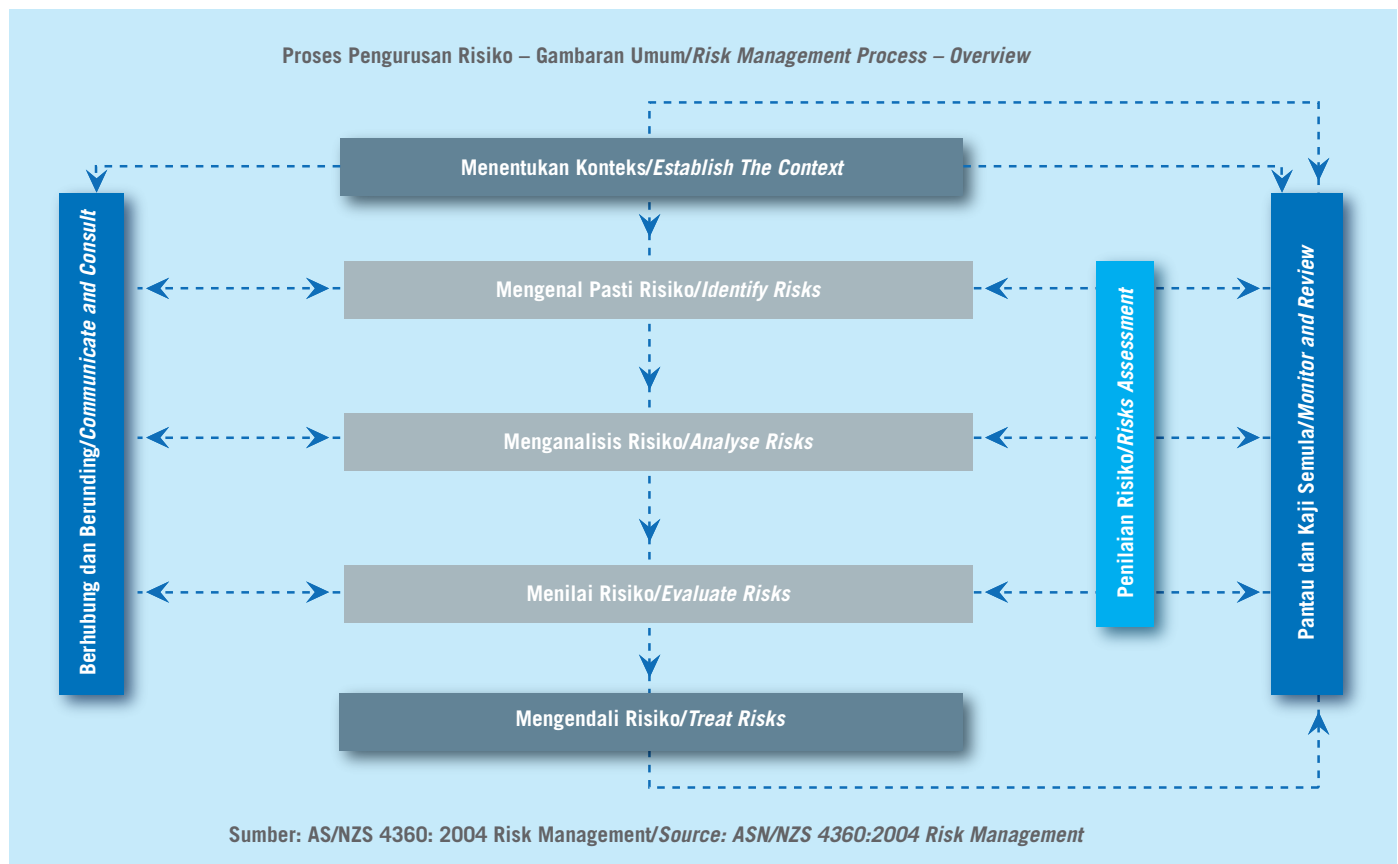 Proses Pengurusan Risiko – Gambaran Umum/Risk Management Process – Overview
Menentukan Konteks/Establish The Context
Berhubung dan Berunding/Communicate and Consult
Mengenal Pasti Risiko/Identify Risks
Menganalisis Risiko/Analyse Risks
Menilai Risiko/Evaluate Risks
Mengendali Risiko/Treat Risks
Penilaian Risiko/Risks Assessment
Pantau dan Kaji Semula/Monitor and Review
Sumber: AS/NZS 4360: 2004 Risk Management/Source: ASN/NZS 4360:2004 Risk Management